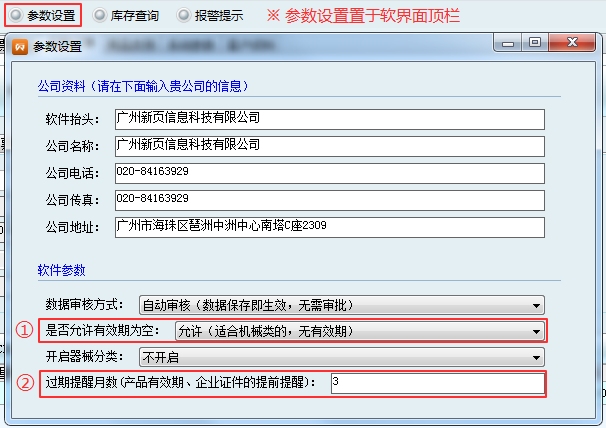 参数设置 库存查询 报警提示 ※ 参数设置置于软界面顶栏
参数设置
公司资料（请在下面输入贵公司的信息）
软件抬头： 广州新页信息科技有限公司
公司名称： 广州新页信息科技有限公司
公司电话： 020-84163929
公司传真： 020-84163929
公司地址： 广州市海珠区琶洲中洲中心南塔C座2309
软件参数
数据审核方式： 自动审核（数据保存即生效，无需审批）
① 是否允许有效期为空： 允许（适合机械类的，无有效期）
开启器械分类： 不开启
② 过期提醒月数(产品有效期、企业证件的提前提醒)： 3